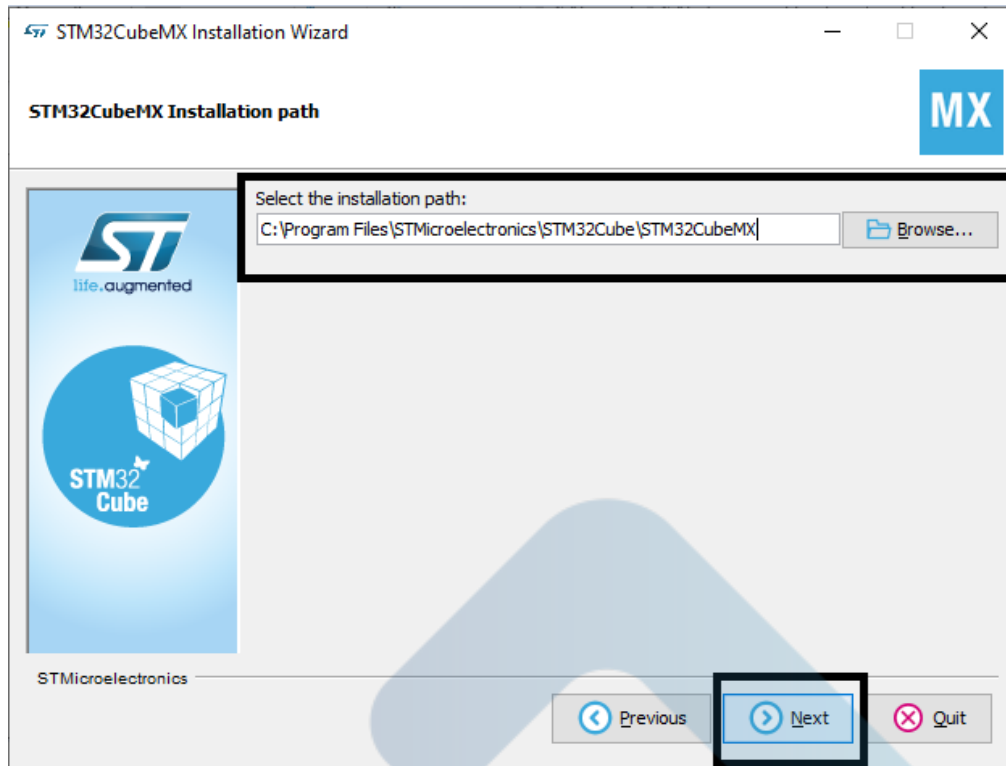 STM32CubeMX Installation Wizard
STM32CubeMX Installation path
MX
Select the installation path:
C:\Program Files\STMicroelectronics\STM32Cube\STM32CubeMX
Browse...
ST
life.augmented
STM32
Cube
STMicroelectronics
Previous
Next
Quit